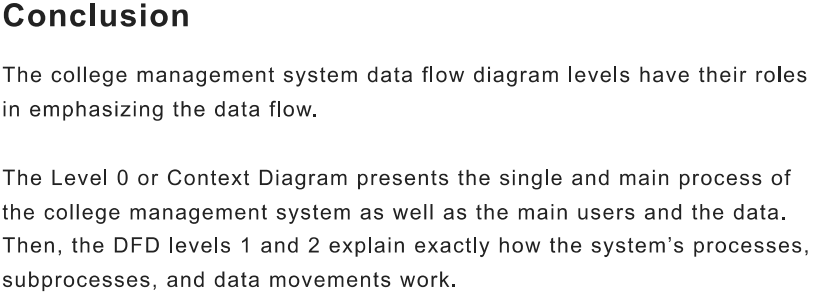 Conclusion
The college management system data flow diagram levels have their roles
in emphasizing the data flow.
The Level 0 or Context Diagram presents the single and main process of
the college management system as well as the main users and the data.
Then, the DFD levels 1 and 2 explain exactly how the system's processes,
subprocesses, and data movements work.